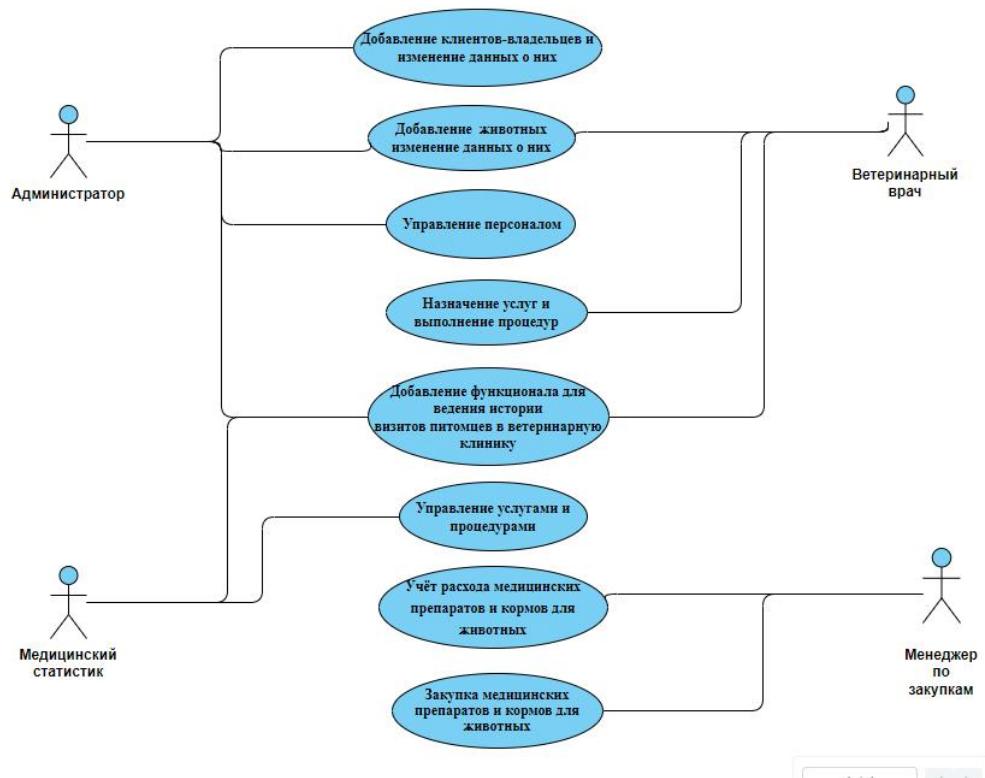 Добавление клиентов-владельцев и
изменение данных о них
Добавление животных
изменение данных о них
Администратор
Ветеринарный
врач
Управление персоналом
Назначение услуг и
выполнение процедур
Добавление функционала для
ведения истории
визитов питомцев в ветеринарную
клинику
Управление услугами и
процедурами
Учёт расхода медицинских
препаратов и кормов для
животных
Медицинский
статистик
Менеджер
по
закупкам
Закупка медицинских
препаратов и кормов для
животных